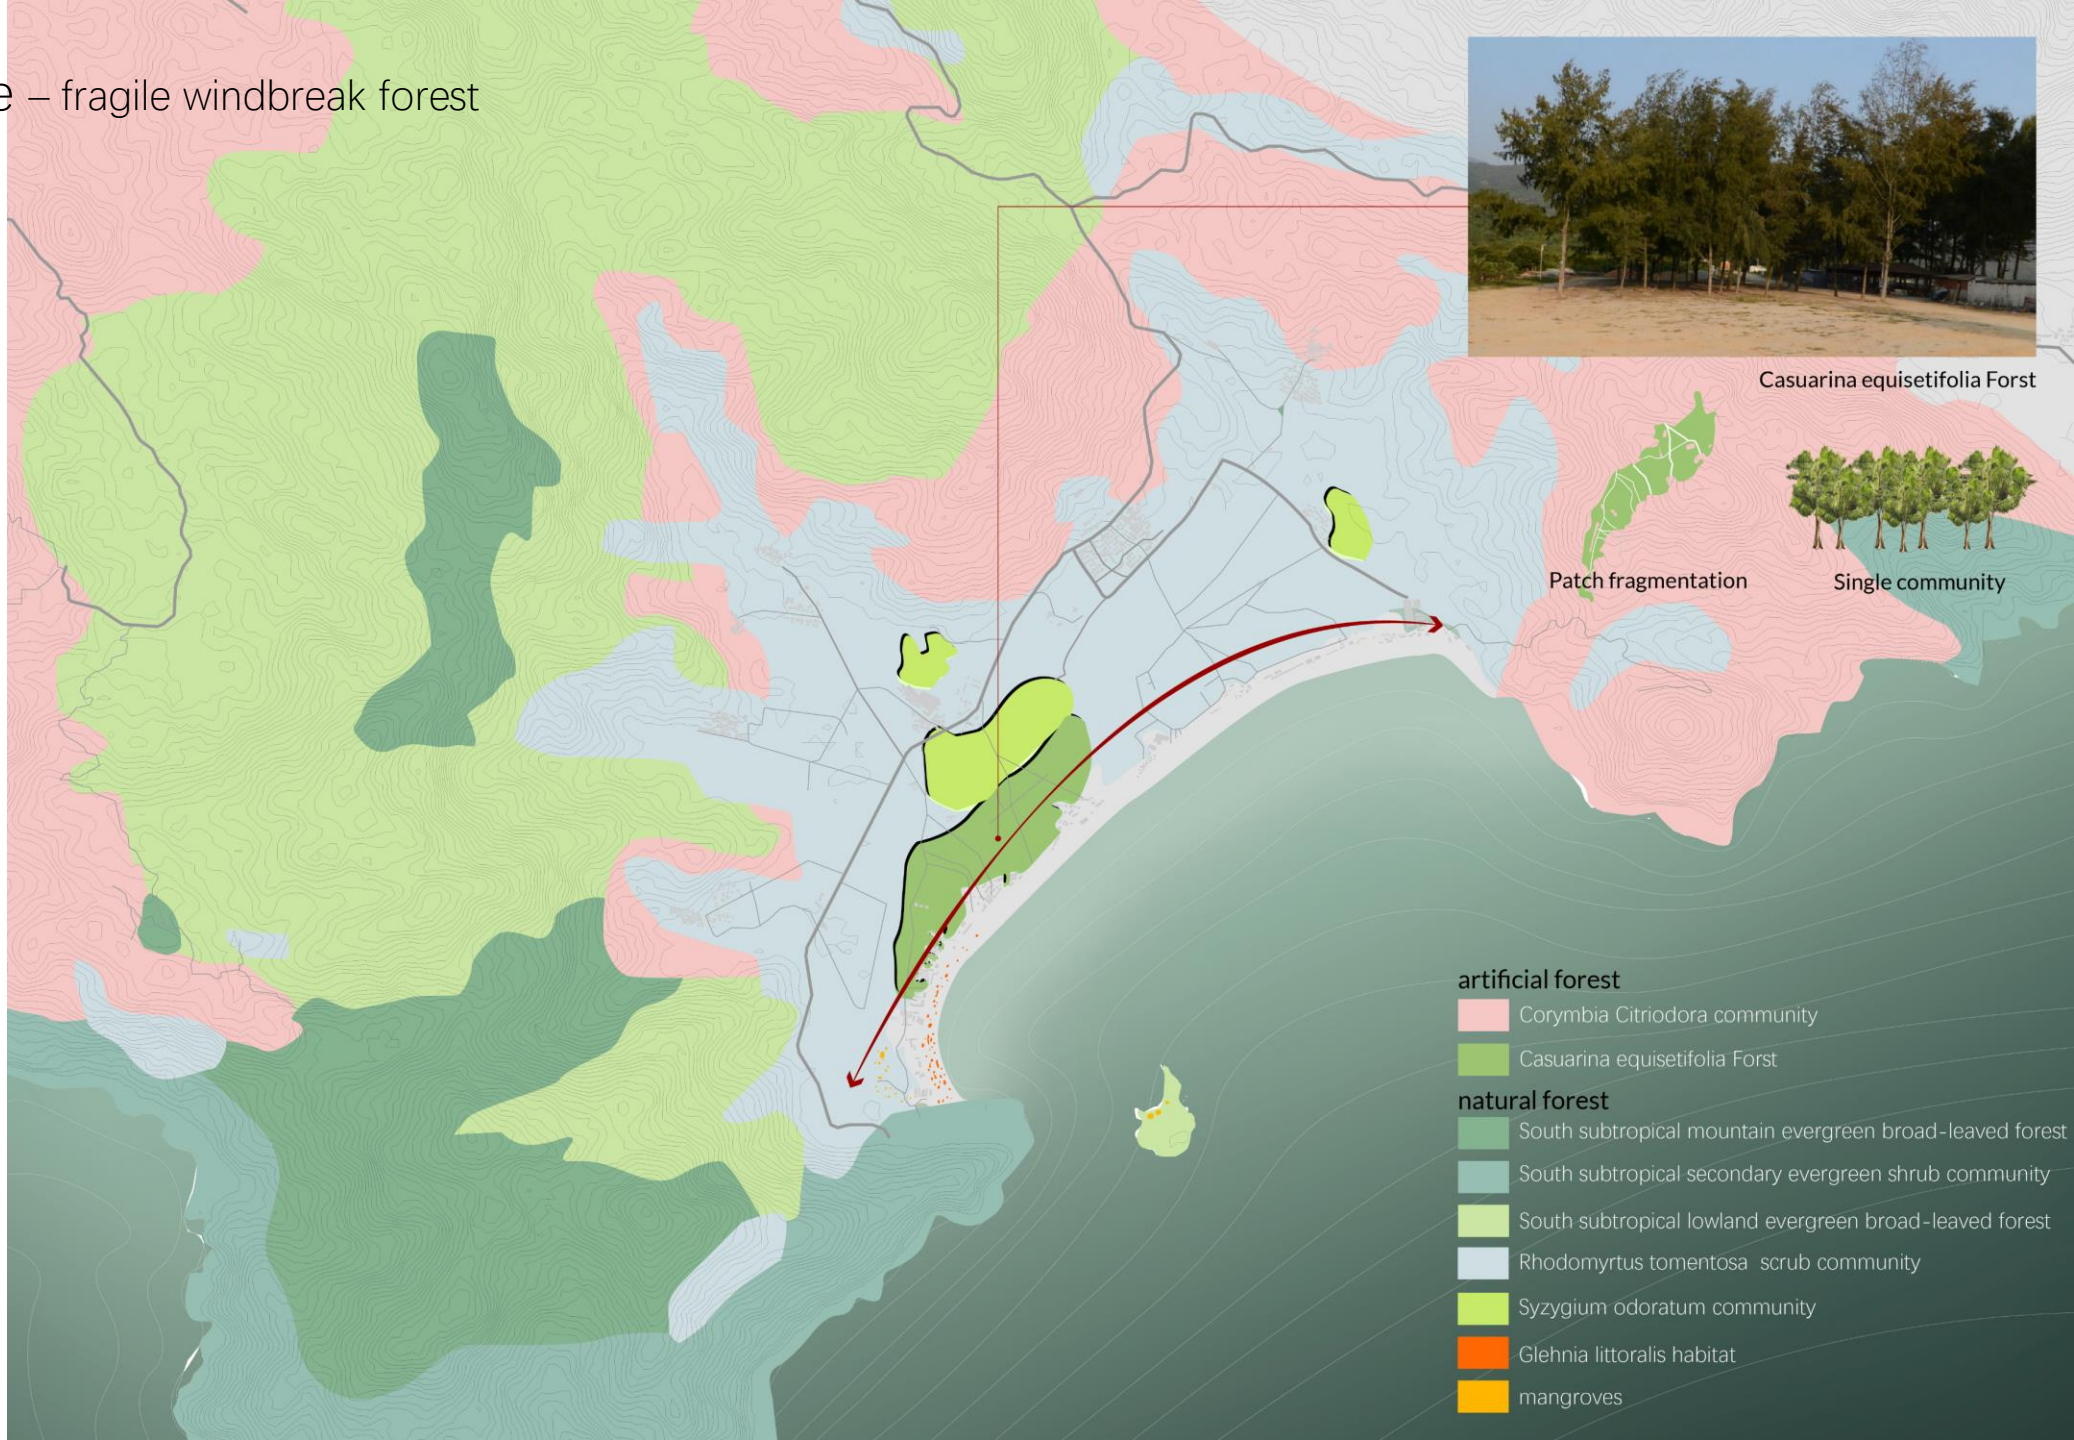 e – fragile windbreak forest
Casuarina equisetifolia Forst
Patch fragmentation
Single community
artificial forest
Corymbia Citriodora community
Casuarina equisetifolia Forst
natural forest
South subtropical mountain evergreen broad-leaved forest
South subtropical secondary evergreen shrub community
South subtropical lowland evergreen broad-leaved forest
Rhodomyrtus tomentosa scrub community
Syzygium odoratum community
Glehnia littoralis habitat
mangroves